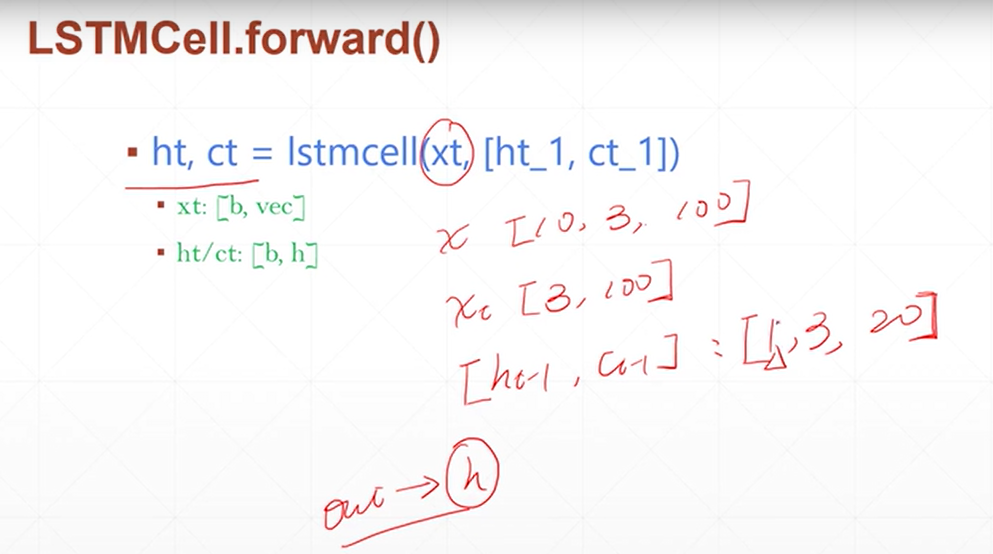 LSTMCell.forward()
ht, ct = lstmcell(xt, [ht_1, ct_1])
xt: [b, vec]
ht/ct: [b, h]
x [10, 3, 100]
xt [3, 100]
[ht-1, ct-1] : [1, 3, 20]
out → h